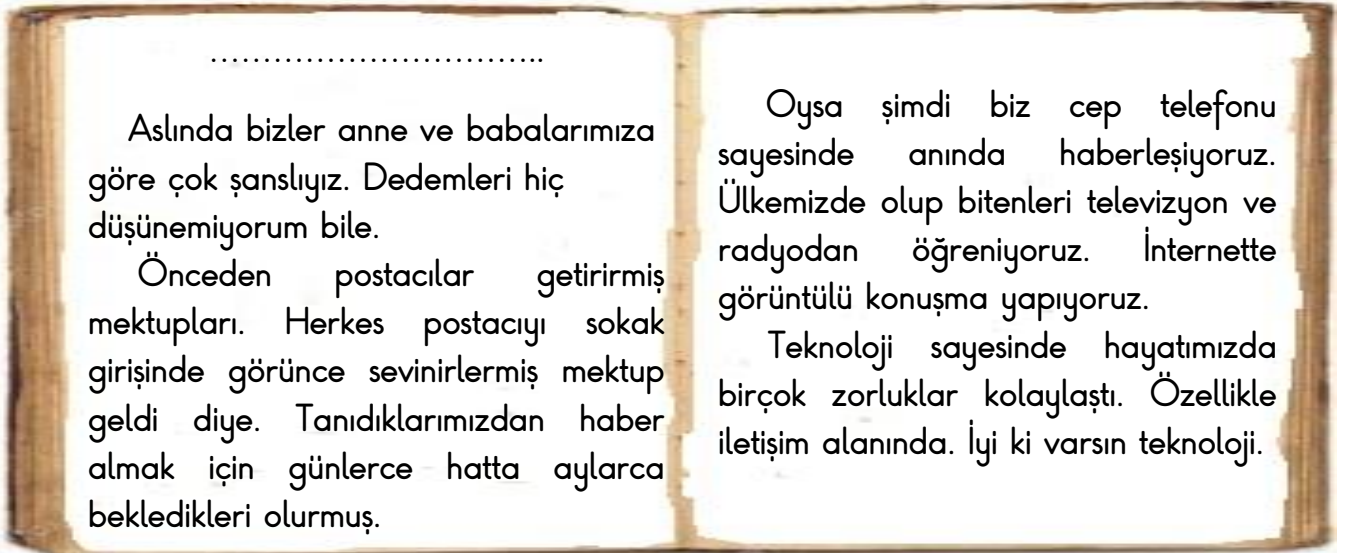 …………………………..
Aslında bizler anne ve babalarımıza
göre çok şanslıyız. Dedemleri hiç
düşünemiyorum bile.
Önceden postacılar getirirmiş
mektupları. Herkes postacıyı sokak
girişinde görünce sevinirlermiş mektup
geldi diye. Tanıdıklarımızdan haber
almak için günlerce hatta aylarca
bekledikleri olurmuş.
Oysa şimdi biz cep telefonu
sayesinde anında haberleşiyoruz.
Ülkemizde olup bitenleri televizyon ve
radyodan öğreniyoruz. İnternette
görüntülü konuşma yapıyoruz.
Teknoloji sayesinde hayatımızda
birçok zorluklar kolaylaştı. Özellikle
iletişim alanında. İyi ki varsın teknoloji.